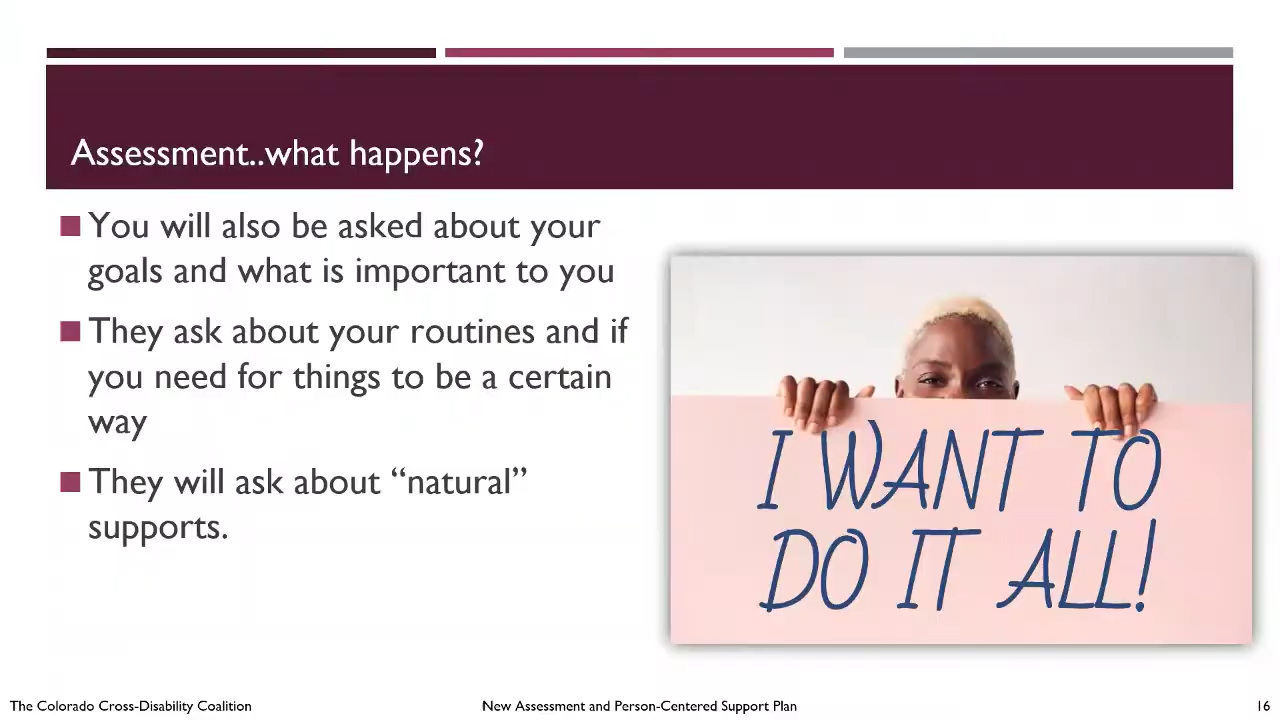 Assessment..what happens?
You will also be asked about your
goals and what is important to you
They ask about your routines and if
you need for things to be a certain
way
They will ask about “natural”
supports.
I WANT TO
DO IT ALL!
The Colorado Cross-Disability Coalition
New Assessment and Person-Centered Support Plan
16